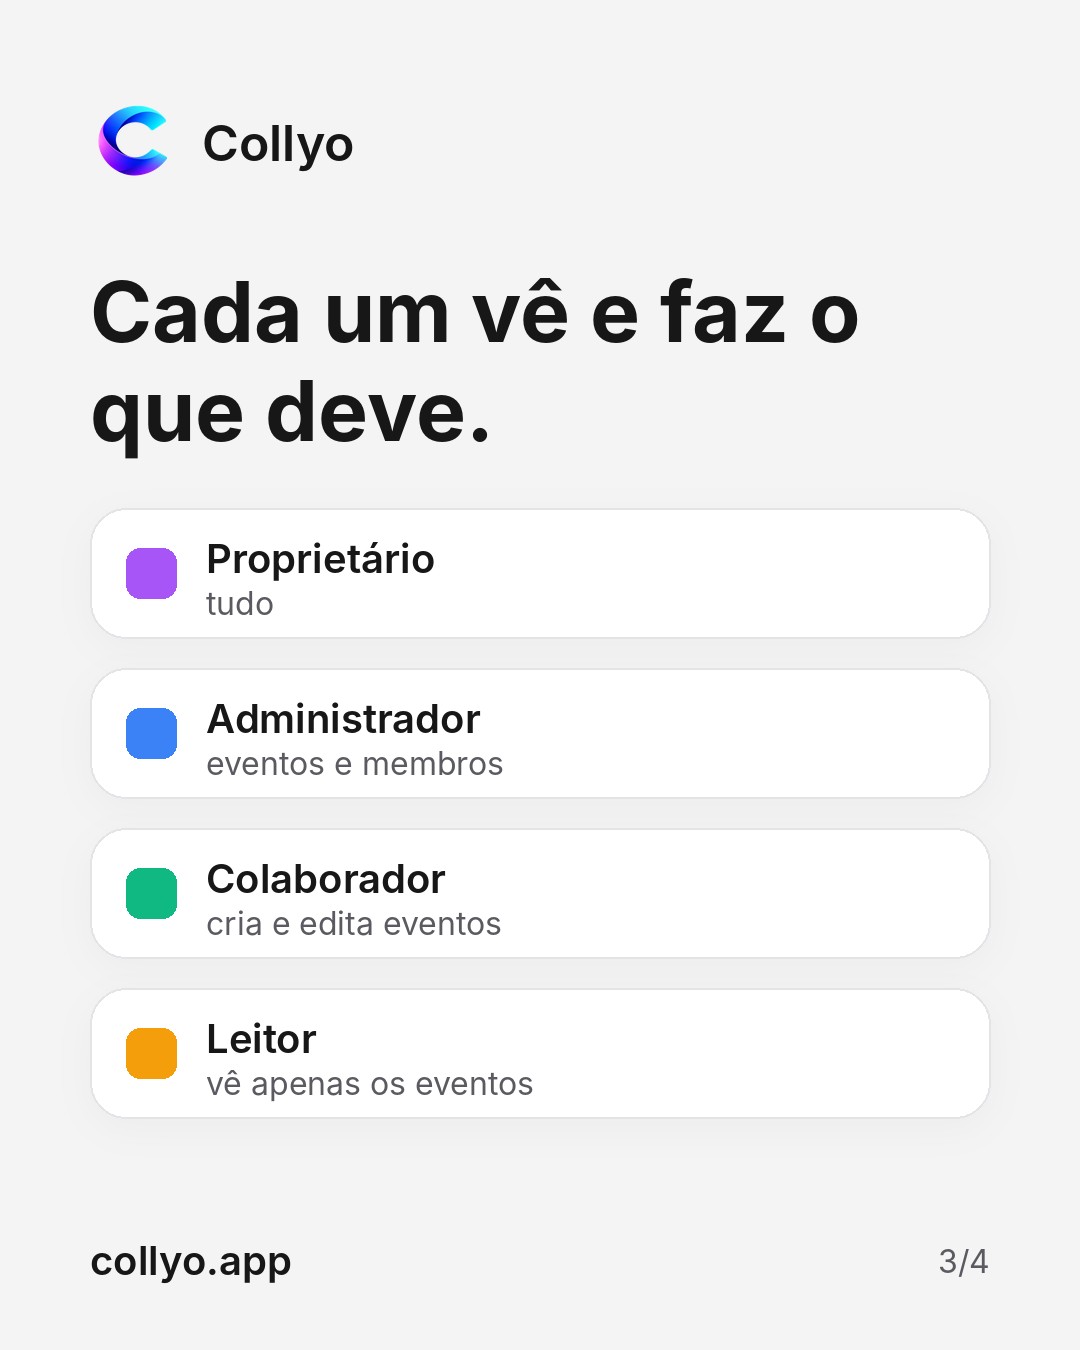 Collyo
Cada um vê e faz o
que deve.
Proprietário
tudo
Administrador
eventos e membros
Colaborador
cria e edita eventos
Leitor
vê apenas os eventos
collyo.app
3/4